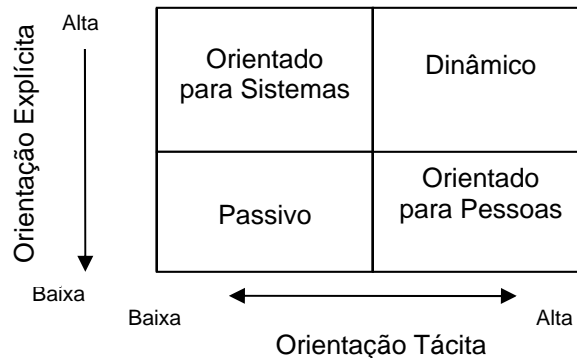 Orientação Explícita
Alta
Baixa
Orientado
para Sistemas
Dinâmico
Passivo
Orientado
para Pessoas
Baixa
Alta
Orientação Tácita